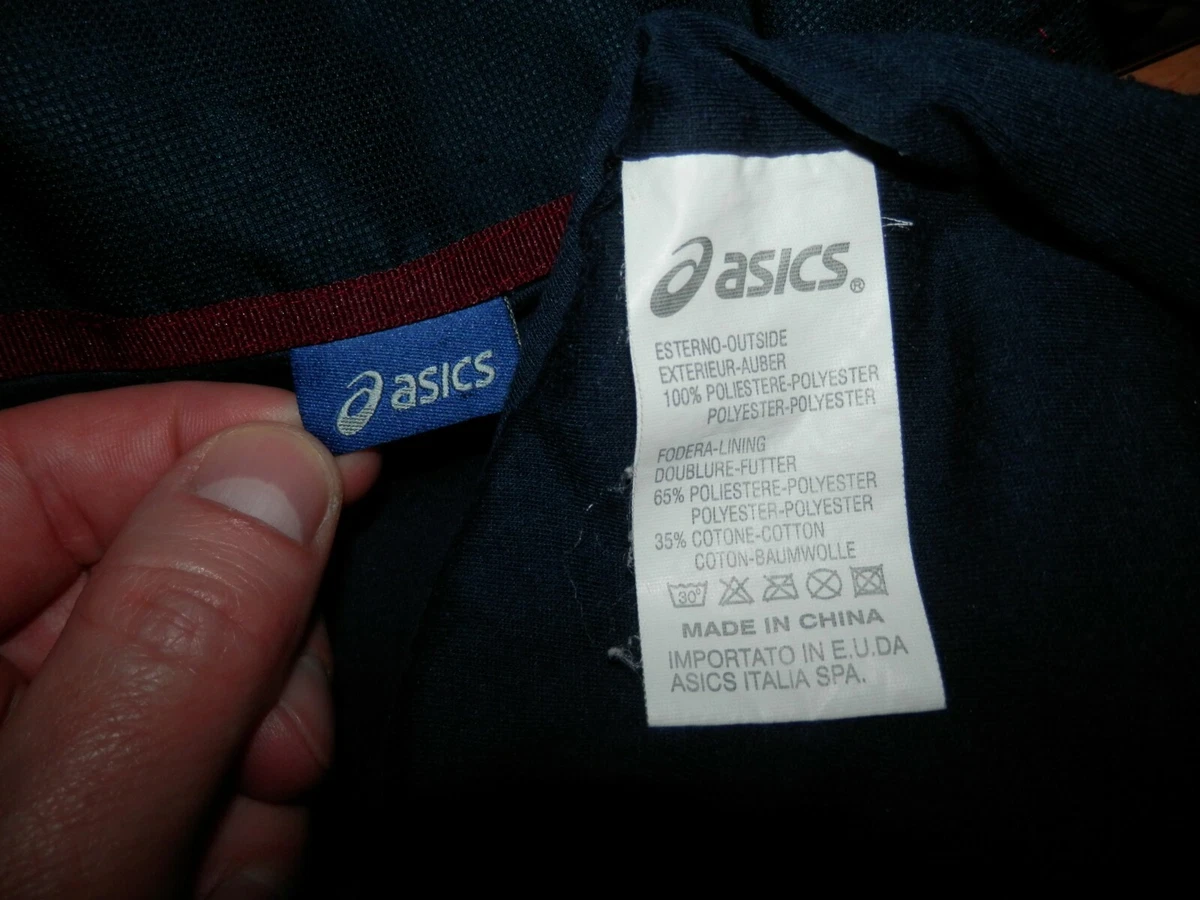 asics
asics®
ESTERNO-OUTSIDE
EXTERIEUR-AUBER
100% POLIESTERE-POLYESTER
POLYESTER-POLYESTER
FODERA-LINING
DOUBLURE-FUTTER
65% POLIESTERE-POLYESTER
POLYESTER-POLYESTER
35% COTONE-COTTON
COTON-BAUMWOLLE
30°
MADE IN CHINA
IMPORTATO IN E.U.DA
ASICS ITALIA SPA.